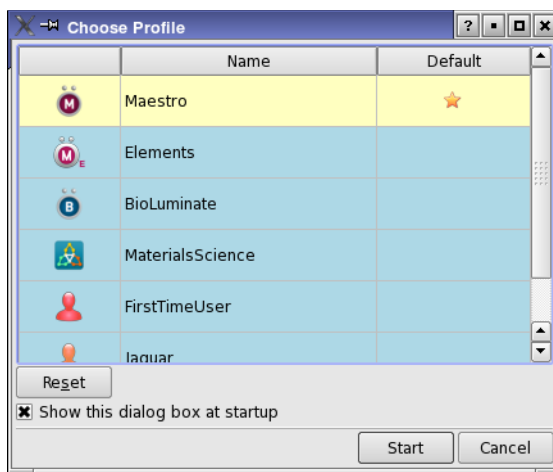 Choose Profile
Name Default
M Maestro
M E Elements
B BioLuminate
MaterialsScience
FirstTimeUser
Jaguar
Reset
Show this dialog box at startup
Start Cancel